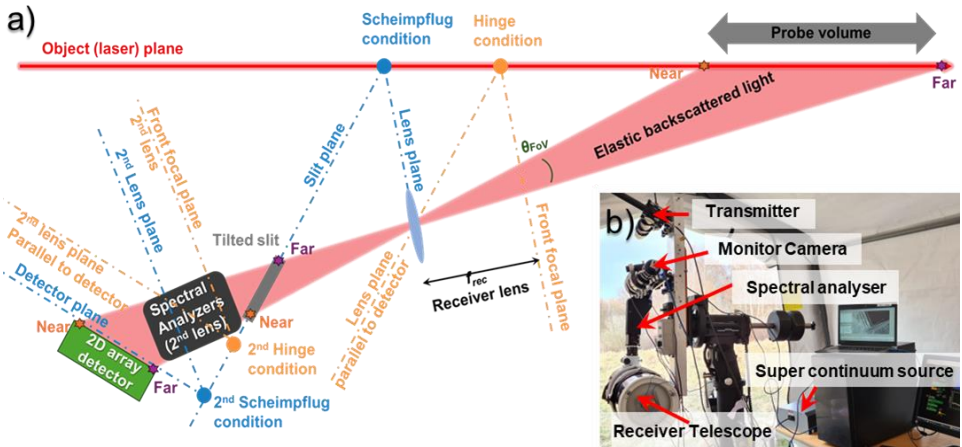 a)
Object (laser) plane
Scheimpflug
condition
Hinge
condition
Probe volume
Near
Far
Elastic backscattered light
θFoV
Front focal plane
2nd lens
2nd Lens plane
Slit plane
Lens plane
2nd lens plane
Parallel to detector
Detector plane
Tilted slit
Far
Near
Spectral
Analyzers
(2nd lens)
Lens plane
parallel to detector
frec
Receiver lens
Front focal plane
Near
2D array
detector
Far
2nd Hinge
condition
2nd Scheimpflug
condition
b)
Transmitter
Monitor Camera
Spectral analyser
Super continuum source
Receiver Telescope